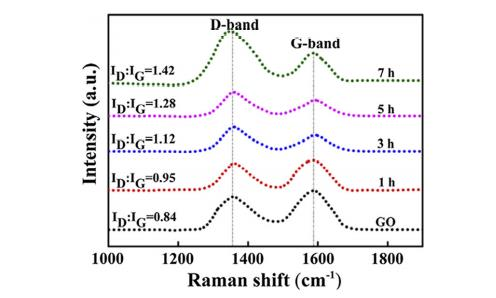 D-band
G-band
I_D:I_G=1.42
7 h
I_D:I_G=1.28
5 h
I_D:I_G=1.12
3 h
I_D:I_G=0.95
1 h
I_D:I_G=0.84
GO
Intensity (a.u.)
1000 1200 1400 1600 1800
Raman shift (cm⁻¹)